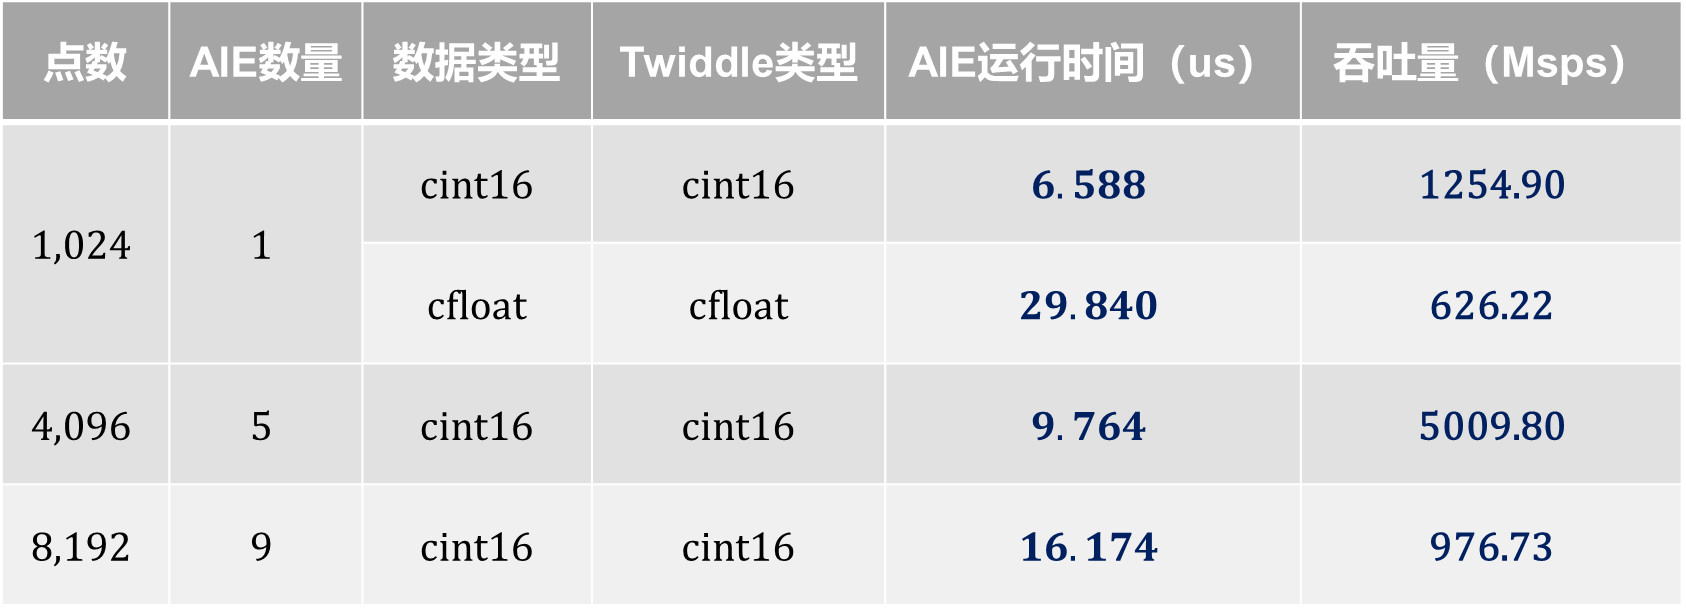 点数 AIE数量 数据类型 Twiddle类型 AIE运行时间（us） 吞吐量（Msps）
1,024 1 cint16 cint16 6.588 1254.90
cfloat cfloat 29.840 626.22
4,096 5 cint16 cint16 9.764 5009.80
8,192 9 cint16 cint16 16.174 976.73